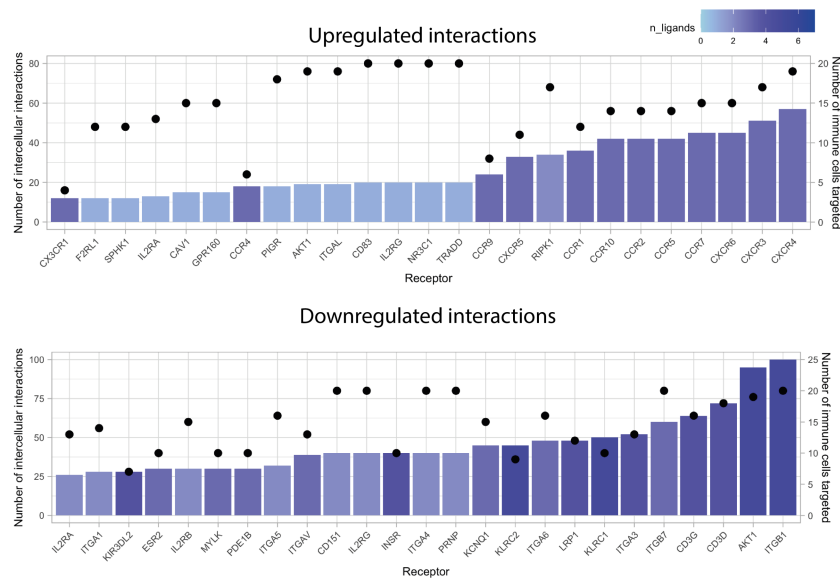 Upregulated interactions
n_ligands
0 2 4 6
Number of intercellular interactions
80
60
40
20
0
Number of immune cells targeted
20
15
10
5
0
CX3CR1 F2RL1 SPHK1 IL2RA CAV1 GPR160 CCR4 PIGR AKT1 ITGAL CD83 IL2RG NR3C1 TRADD CCR9 CXCR5 RIPK1 CCR1 CCR10 CCR2 CCR5 CCR7 CXCR6 CXCR3 CXCR4
Receptor
Downregulated interactions
Number of intercellular interactions
100
75
50
25
0
Number of immune cells targeted
25
20
15
10
5
0
IL2RA ITGA1 KIR3DL2 ESR2 IL2RB MYLK PDE1B ITGA5 ITGAV CD151 IL2RG INSR ITGA4 PRNP KCNQ1 KLRC2 ITGA6 LRP1 KLRC1 ITGA3 ITGB7 CD3G CD3D AKT1 ITGB1
Receptor